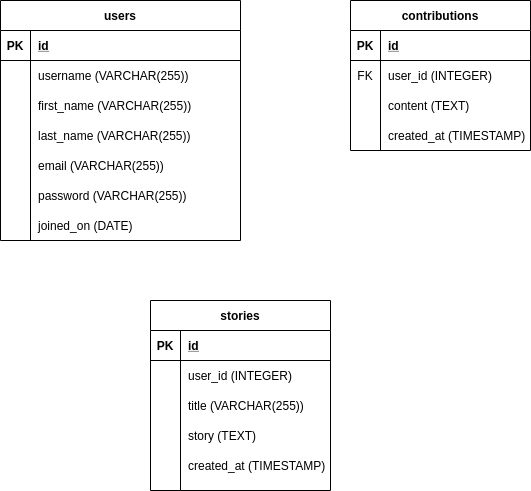 users
PK id
username (VARCHAR(255))
first_name (VARCHAR(255))
last_name (VARCHAR(255))
email (VARCHAR(255))
password (VARCHAR(255))
joined_on (DATE)
contributions
PK id
FK user_id (INTEGER)
content (TEXT)
created_at (TIMESTAMP)
stories
PK id
user_id (INTEGER)
title (VARCHAR(255))
story (TEXT)
created_at (TIMESTAMP)